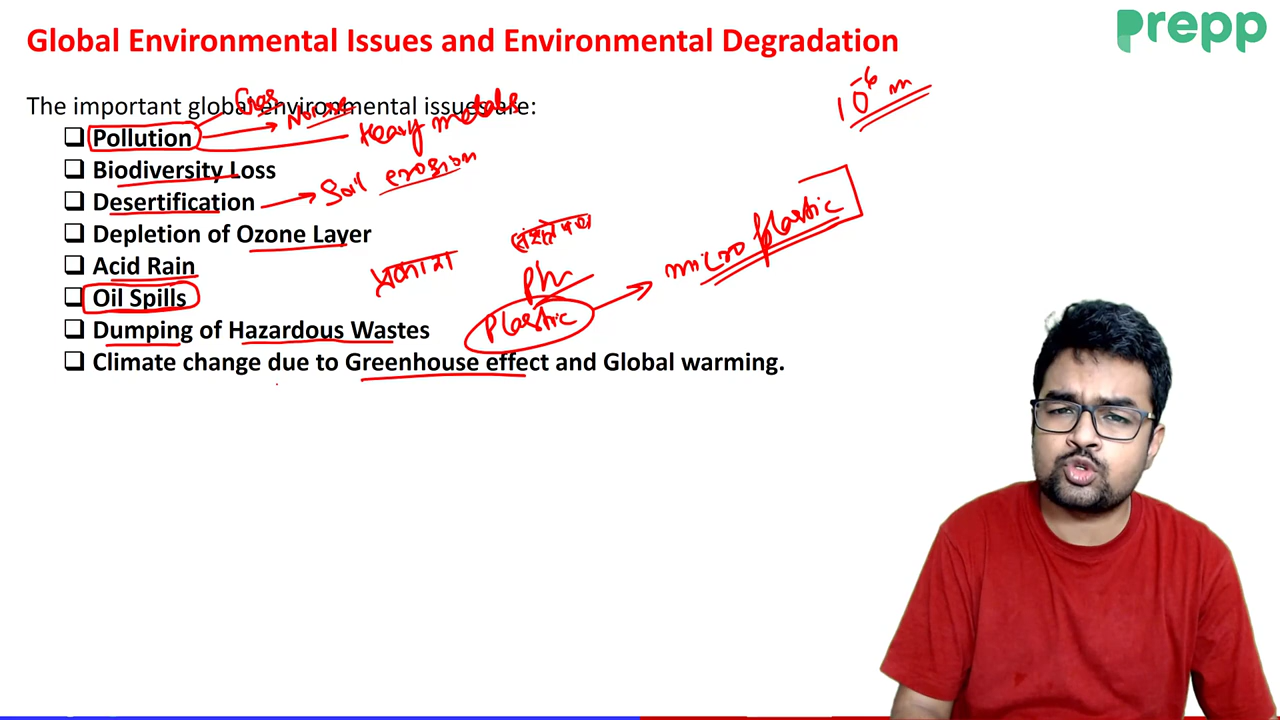 Global Environmental Issues and Environmental Degradation
prepp
10⁻⁶ m
The important global environmental issues are:
Gas
Noise
Heavy metals
❑ Pollution
❑ Biodiversity Loss
❑ Desertification
Soil erosion
❑ Depletion of Ozone Layer
micro plastic
❑ Acid Rain
प्रकाश
❑ Oil Spills
Plastic
❑ Dumping of Hazardous Wastes
❑ Climate change due to Greenhouse effect and Global warming.